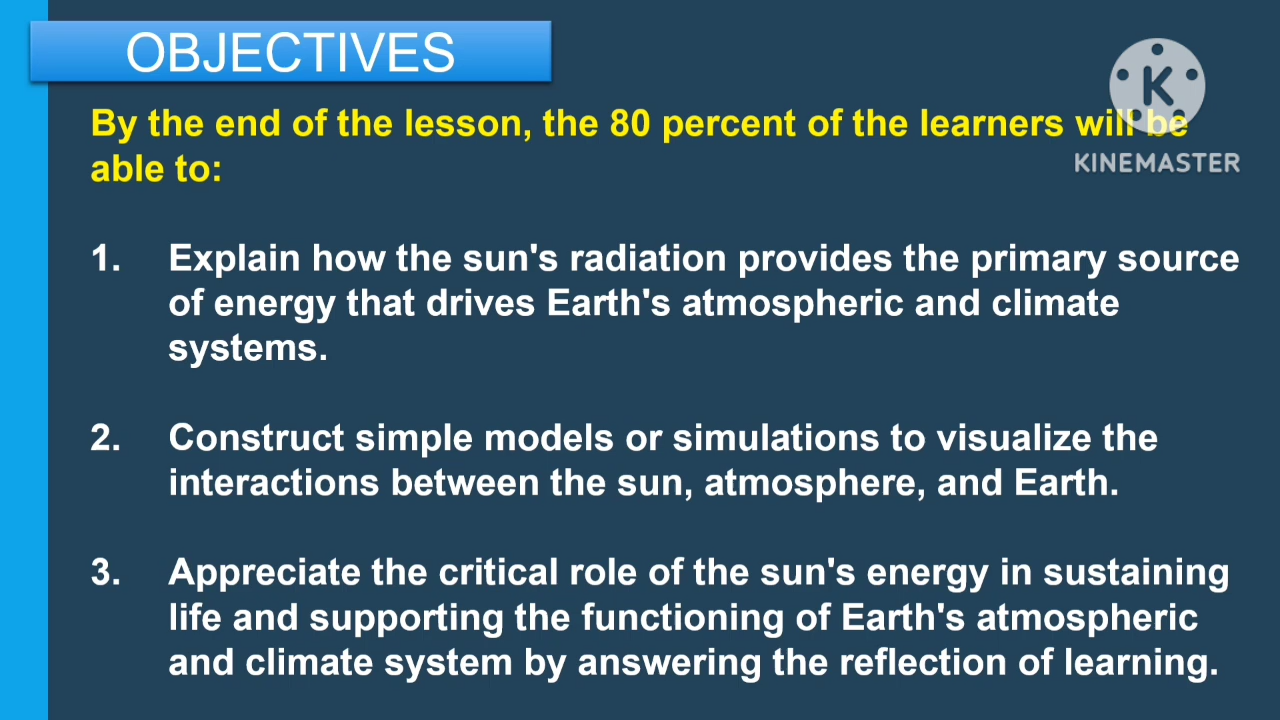 OBJECTIVES
By the end of the lesson, the 80 percent of the learners will be
able to:
K
KINEMASTER
1. Explain how the sun's radiation provides the primary source
of energy that drives Earth's atmospheric and climate
systems.
2. Construct simple models or simulations to visualize the
interactions between the sun, atmosphere, and Earth.
3. Appreciate the critical role of the sun's energy in sustaining
life and supporting the functioning of Earth's atmospheric
and climate system by answering the reflection of learning.